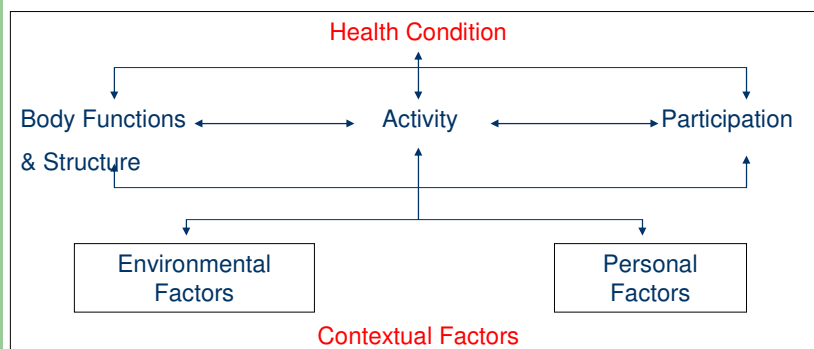 Health Condition
Body Functions
& Structure
Activity
Participation
Environmental
Factors
Personal
Factors
Contextual Factors